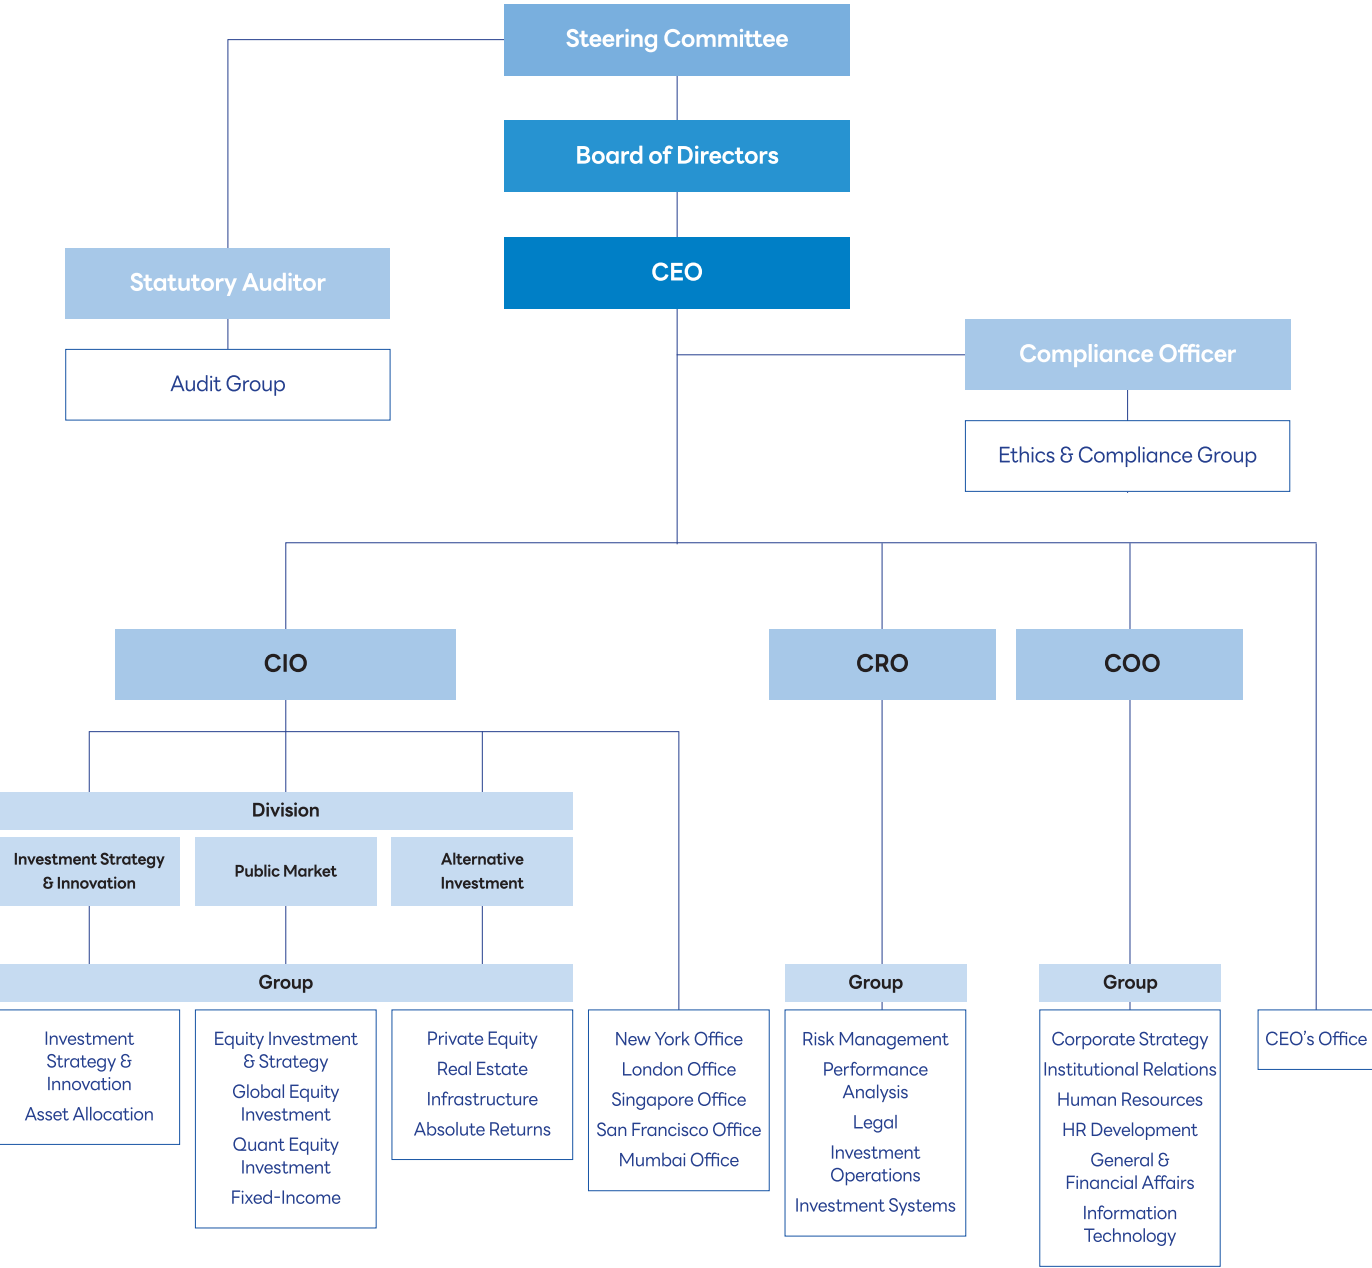 Steering Committee
Board of Directors
CEO
Statutory Auditor
Audit Group
Compliance Officer
Ethics & Compliance Group
CIO
CRO
COO
Division
Investment Strategy
& Innovation
Public Market
Alternative
Investment
Group
Group
Group
Investment
Strategy &
Innovation
Asset Allocation
Equity Investment
& Strategy
Global Equity
Investment
Quant Equity
Investment
Fixed-Income
Private Equity
Real Estate
Infrastructure
Absolute Returns
New York Office
London Office
Singapore Office
San Francisco Office
Mumbai Office
Risk Management
Performance
Analysis
Legal
Investment
Operations
Investment Systems
Corporate Strategy
Institutional Relations
Human Resources
HR Development
General &
Financial Affairs
Information
Technology
CEO’s Office